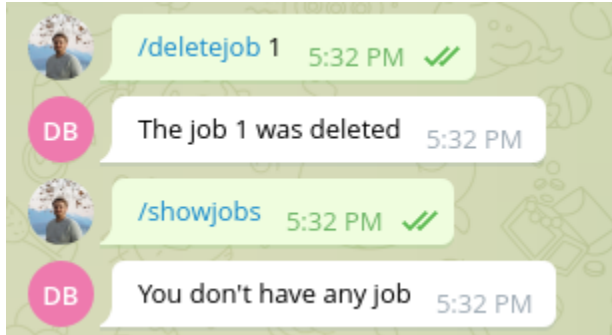 /deletejob 1 5:32 PM
DB The job 1 was deleted 5:32 PM
/showjobs 5:32 PM
DB You don't have any job 5:32 PM